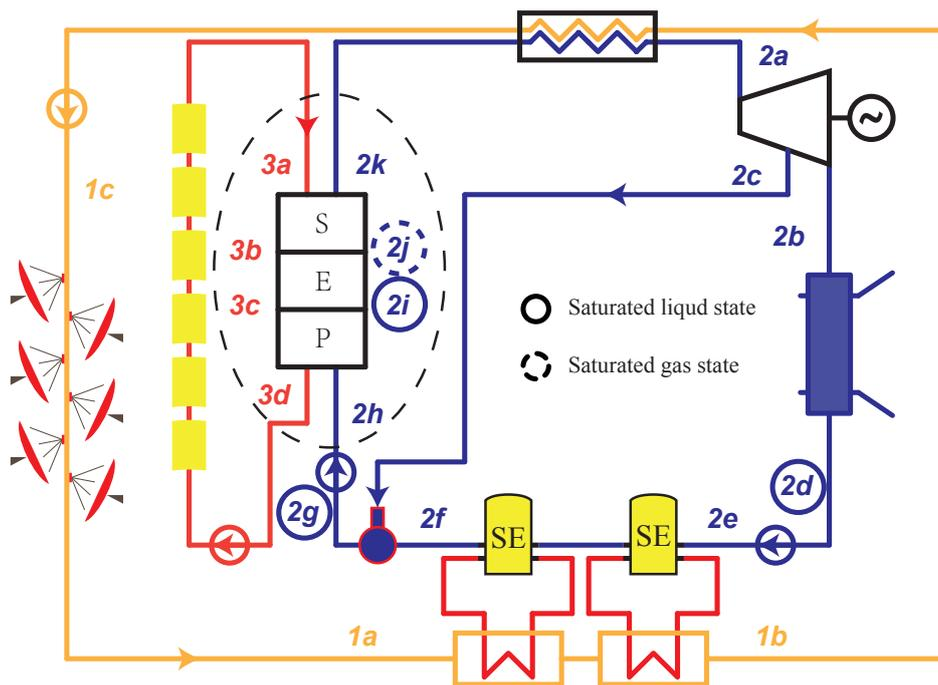 2a
~
1c
3a
2k
2c
S
2b
3b
2j
E
3c
2i
Saturated liqud state
P
Saturated gas state
3d
2h
2g
2f
SE
SE
2e
2d
1a
1b